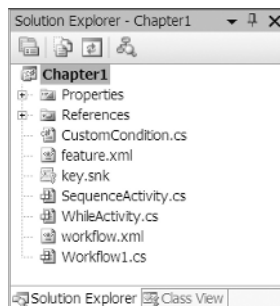 Solution Explorer - Chapter1
Chapter1
Properties
References
CustomCondition.cs
feature.xml
key.snk
SequenceActivity.cs
WhileActivity.cs
workflow.xml
Workflow1.cs
Solution Explorer Class View